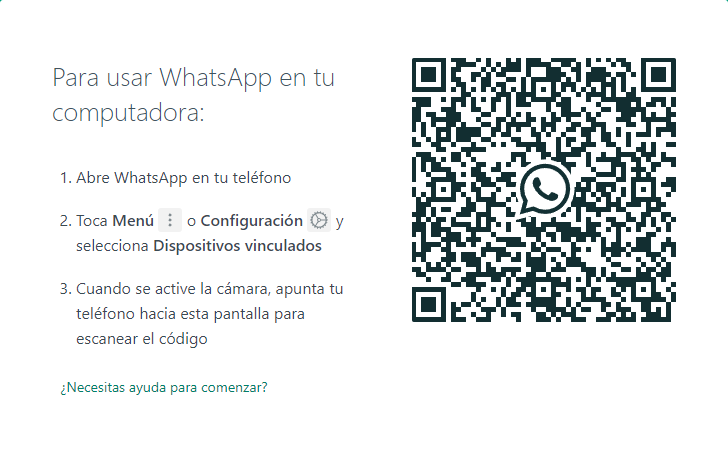 Para usar WhatsApp en tu
computadora:
1. Abre WhatsApp en tu teléfono
2. Toca Menú o Configuración y
selecciona Dispositivos vinculados
3. Cuando se active la cámara, apunta tu
teléfono hacia esta pantalla para
escanear el código
¿Necesitas ayuda para comenzar?